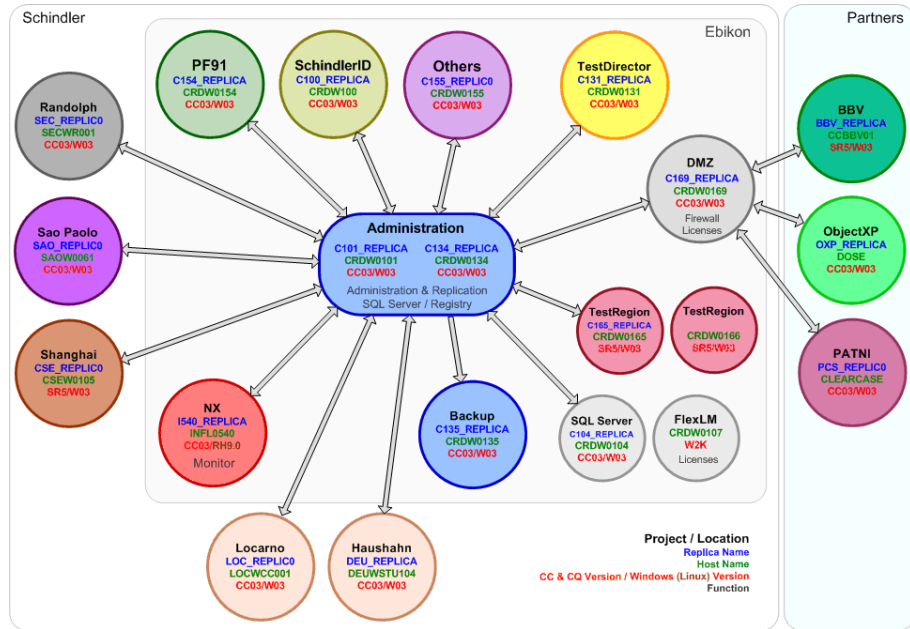 Schindler
Partners
Ebikon
PF91
C154_REPLICA
CRDW0154
CC03/W03
SchindlerID
C100_REPLICA
CRDW100
CC03/W03
Others
C155_REPLIC0
CRDW0155
CC03/W03
TestDirector
C131_REPLICA
CRDW0131
CC03/W03
Randolph
SEC_REPLIC0
SECWR001
CC03/W03
BBV
BBV_REPLICA
CCBBV01
SR5/W03
DMZ
C169_REPLICA
CRDW0169
CC03/W03
Firewall
Licenses
Sao Paolo
SAO_REPLIC0
SAOW0061
CC03/W03
Administration
C101_REPLICA C134_REPLICA
CRDW0101 CRDW0134
CC03/W03 CC03/W03
Administration & Replication
SQL Server / Registry
ObjectXP
OXP_REPLICA
DOSE
CC03/W03
Shanghai
CSE_REPLIC0
CSEW0105
SR5/W03
TestRegion
C165_REPLICA
CRDW0165
SR5/W03
TestRegion
CRDW0166
SR5/W03
PATNI
PCS_REPLIC0
CLEARCASE
CC03/W03
NX
I540_REPLICA
INFL0540
CC03/RH9.0
Monitor
Backup
C135_REPLICA
CRDW0135
CC03/W03
SQL Server
C104_REPLICA
CRDW0104
CC03/W03
FlexLM
CRDW0107
W2K
Licenses
Locarno
LOC_REPLIC0
LOCWCC001
CC03/W03
Haushahn
DEU_REPLICA
DEUWSTU104
CC03/W03
Project / Location
Replica Name
Host Name
CC & CQ Version / Windows (Linux) Version
Function